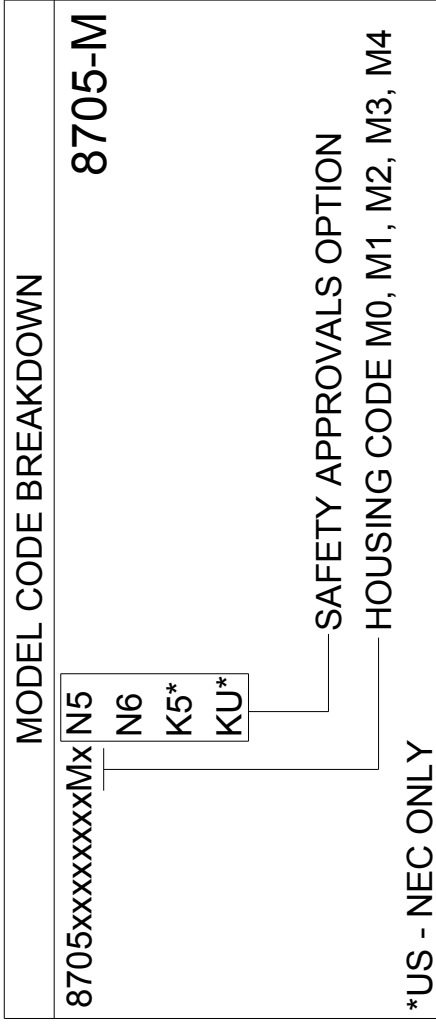 MODEL CODE BREAKDOWN
8705-M
8705xxxxxxxxxMx N5
N6
K5*
KU*
SAFETY APPROVALS OPTION
HOUSING CODE M0, M1, M2, M3, M4
*US - NEC ONLY